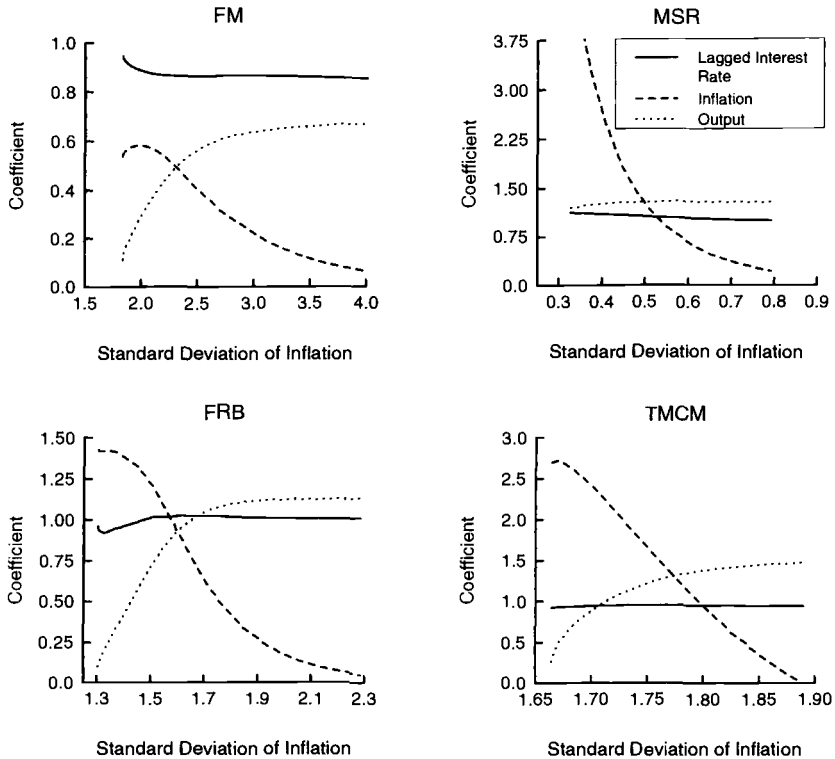 FM
1.0
0.8
0.6
0.4
0.2
0.0
Coefficient
1.5 2.0 2.5 3.0 3.5 4.0
Standard Deviation of Inflation
MSR
3.75
3.00
2.25
1.50
0.75
0.00
Coefficient
Lagged Interest
Rate
Inflation
Output
0.3 0.4 0.5 0.6 0.7 0.8 0.9
Standard Deviation of Inflation
FRB
1.50
1.25
1.00
0.75
0.50
0.25
0.0
Coefficient
1.3 1.5 1.7 1.9 2.1 2.3
Standard Deviation of Inflation
TMCM
3.0
2.5
2.0
1.5
1.0
0.5
0.0
Coefficient
1.65 1.70 1.75 1.80 1.85 1.90
Standard Deviation of Inflation